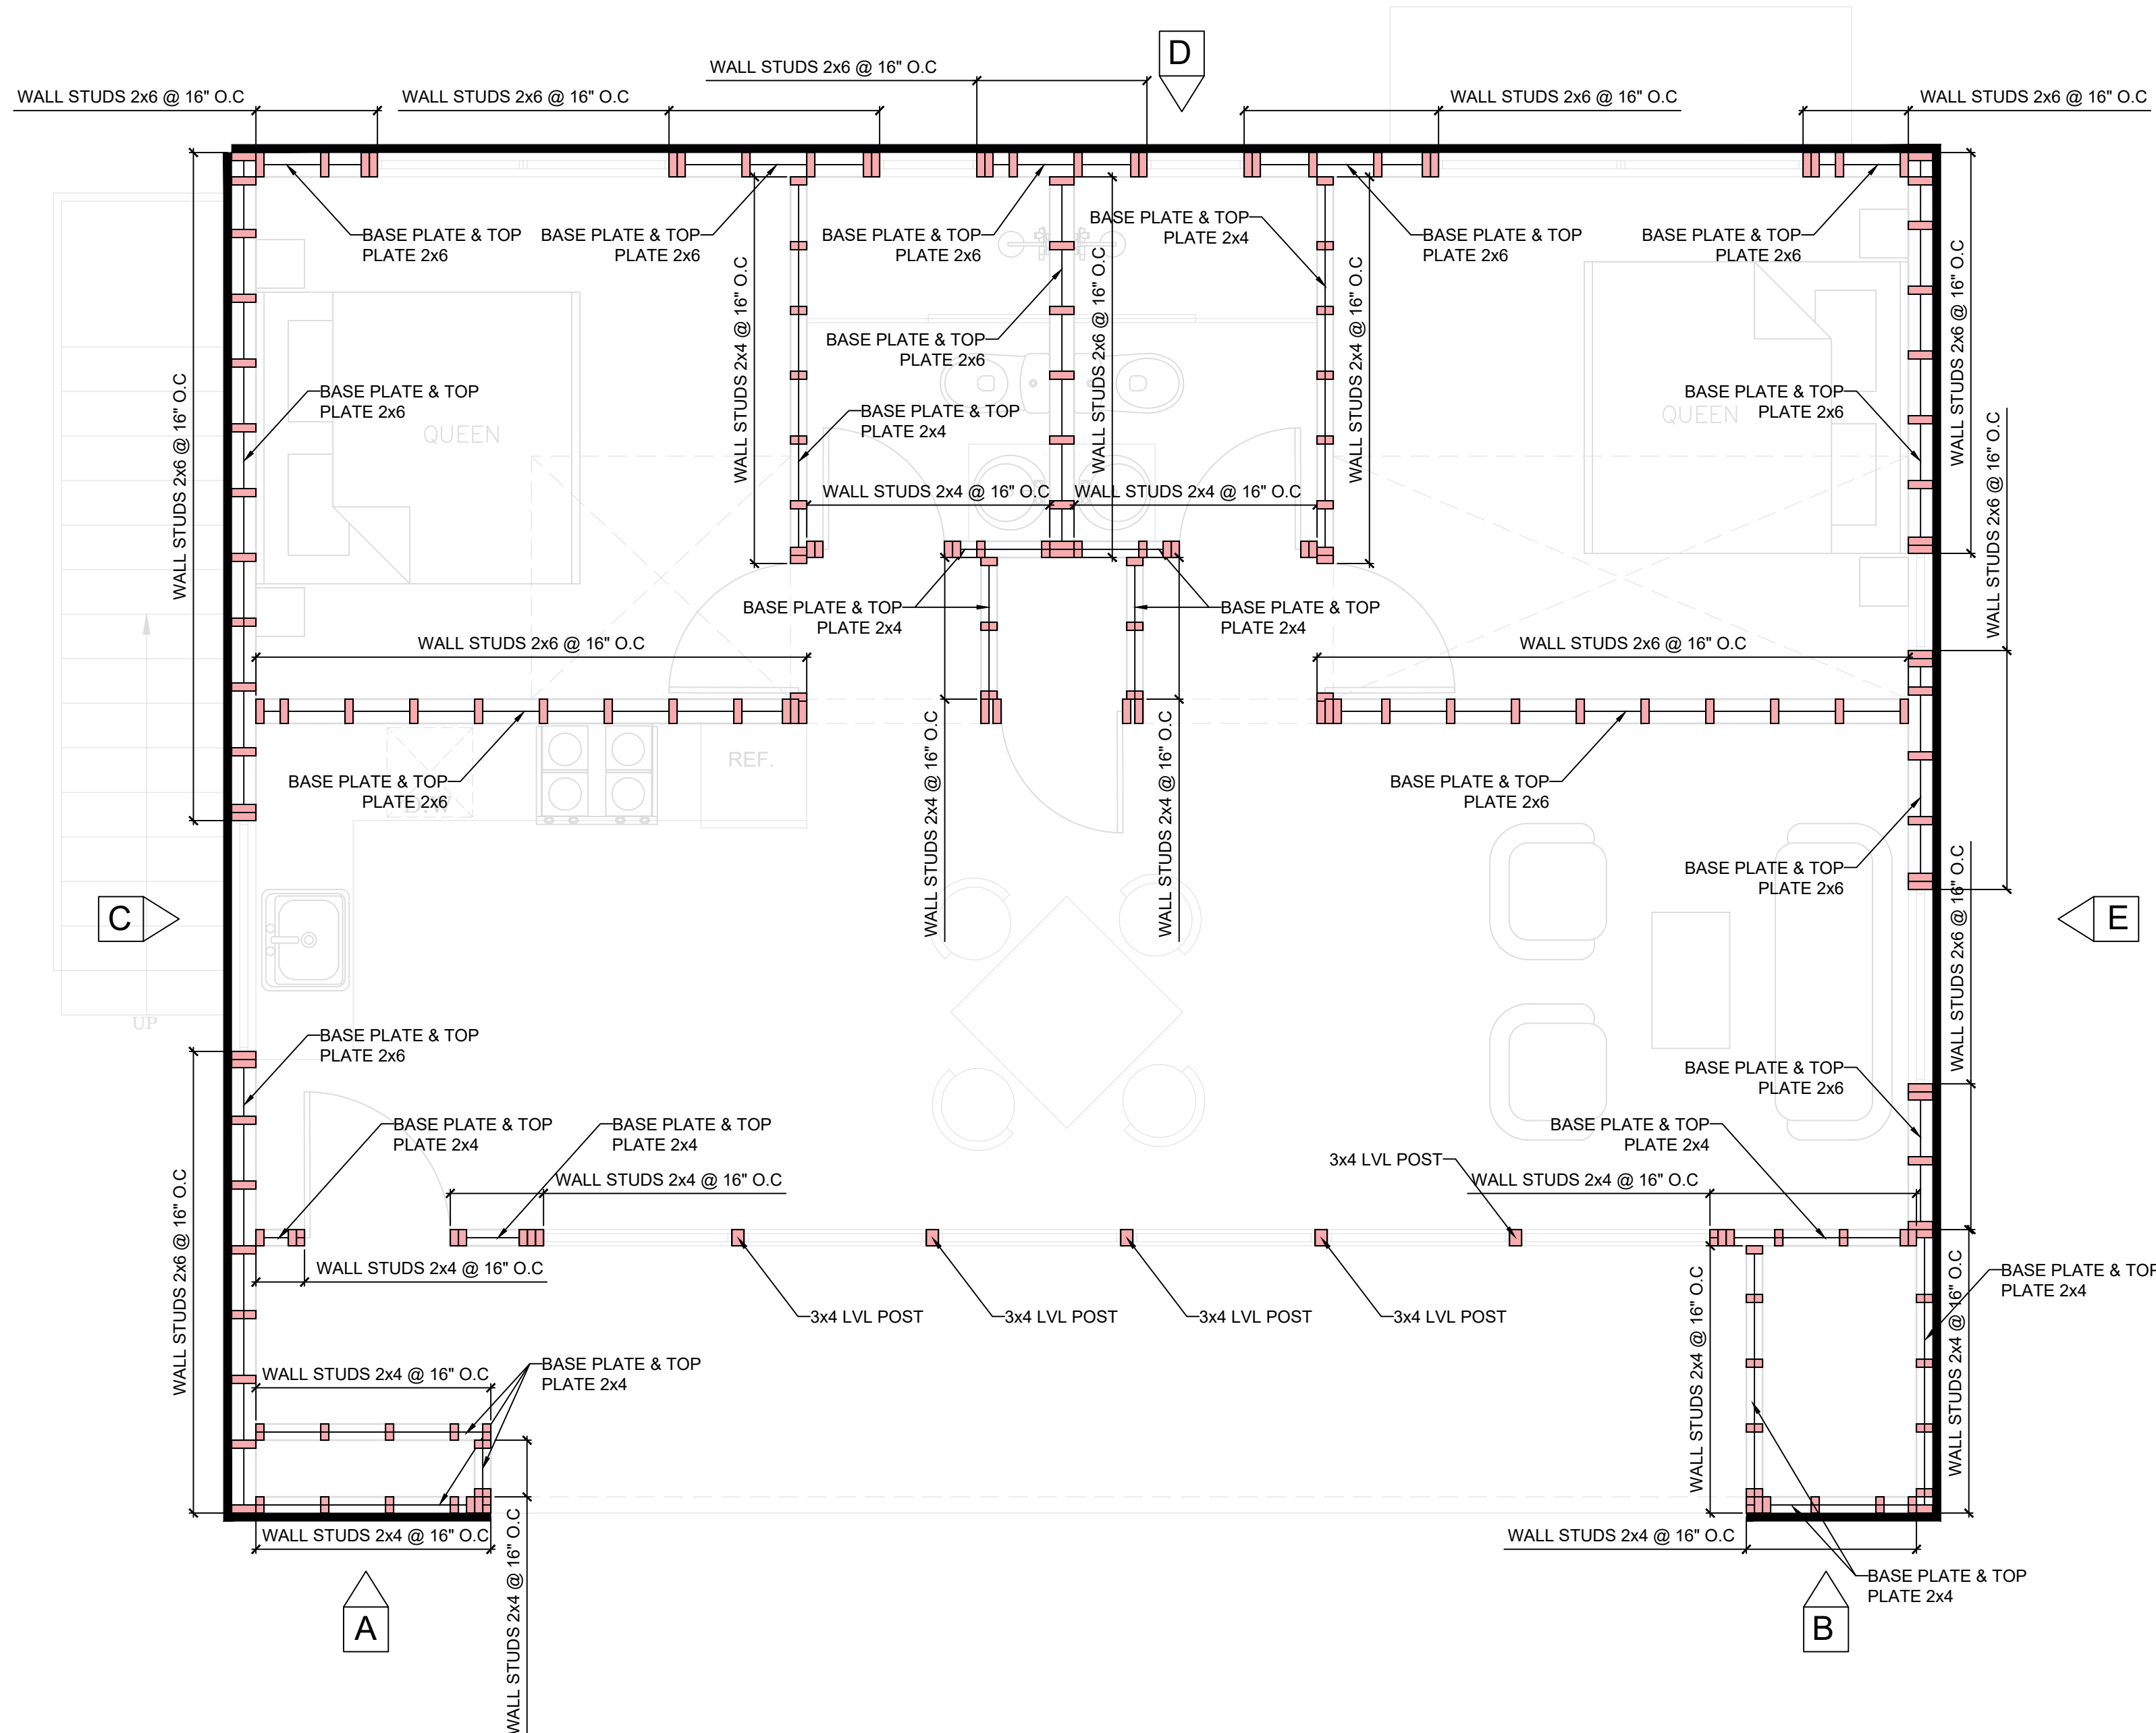 D
WALL STUDS 2x6 @ 16" O.C
WALL STUDS 2x6 @ 16" O.C
WALL STUDS 2x6 @ 16" O.C
WALL STUDS 2x6 @ 16" O.C
WALL STUDS 2x6 @ 16" O.C
BASE PLATE & TOP
PLATE 2x6
BASE PLATE & TOP
PLATE 2x6
BASE PLATE & TOP
PLATE 2x6
BASE PLATE & TOP
PLATE 2x4
BASE PLATE & TOP
PLATE 2x6
BASE PLATE & TOP
PLATE 2x6
WALL STUDS 2x4 @ 16" O.C
WALL STUDS 2x6 @ 16" O.C
WALL STUDS 2x4 @ 16" O.C
WALL STUDS 2x6 @ 16" O.C
BASE PLATE & TOP
PLATE 2x6
WALL STUDS 2x6 @ 16" O.C
BASE PLATE & TOP
PLATE 2x6
QUEEN
BASE PLATE & TOP
PLATE 2x4
BASE PLATE & TOP
PLATE 2x6
QUEEN
WALL STUDS 2x6 @ 16" O.C
WALL STUDS 2x4 @ 16" O.C
WALL STUDS 2x4 @ 16" O.C
BASE PLATE & TOP
PLATE 2x4
BASE PLATE & TOP
PLATE 2x4
WALL STUDS 2x6 @ 16" O.C
WALL STUDS 2x6 @ 16" O.C
REF.
BASE PLATE & TOP
PLATE 2x6
WALL STUDS 2x4 @ 16" O.C
WALL STUDS 2x4 @ 16" O.C
BASE PLATE & TOP
PLATE 2x6
BASE PLATE & TOP
PLATE 2x6
WALL STUDS 2x6 @ 16" O.C
C
E
UP
BASE PLATE & TOP
PLATE 2x6
BASE PLATE & TOP
PLATE 2x6
BASE PLATE & TOP
PLATE 2x4
BASE PLATE & TOP
PLATE 2x4
BASE PLATE & TOP
PLATE 2x4
3x4 LVL POST
WALL STUDS 2x4 @ 16" O.C
WALL STUDS 2x4 @ 16" O.C
WALL STUDS 2x6 @ 16" O.C
WALL STUDS 2x4 @ 16" O.C
BASE PLATE & TOP
PLATE 2x4
3x4 LVL POST
3x4 LVL POST
3x4 LVL POST
3x4 LVL POST
WALL STUDS 2x4 @ 16" O.C
WALL STUDS 2x4 @ 16" O.C
WALL STUDS 2x4 @ 16" O.C
BASE PLATE & TOP
PLATE 2x4
WALL STUDS 2x4 @ 16" O.C
WALL STUDS 2x4 @ 16" O.C
WALL STUDS 2x4 @ 16" O.C
BASE PLATE & TOP
PLATE 2x4
A
B